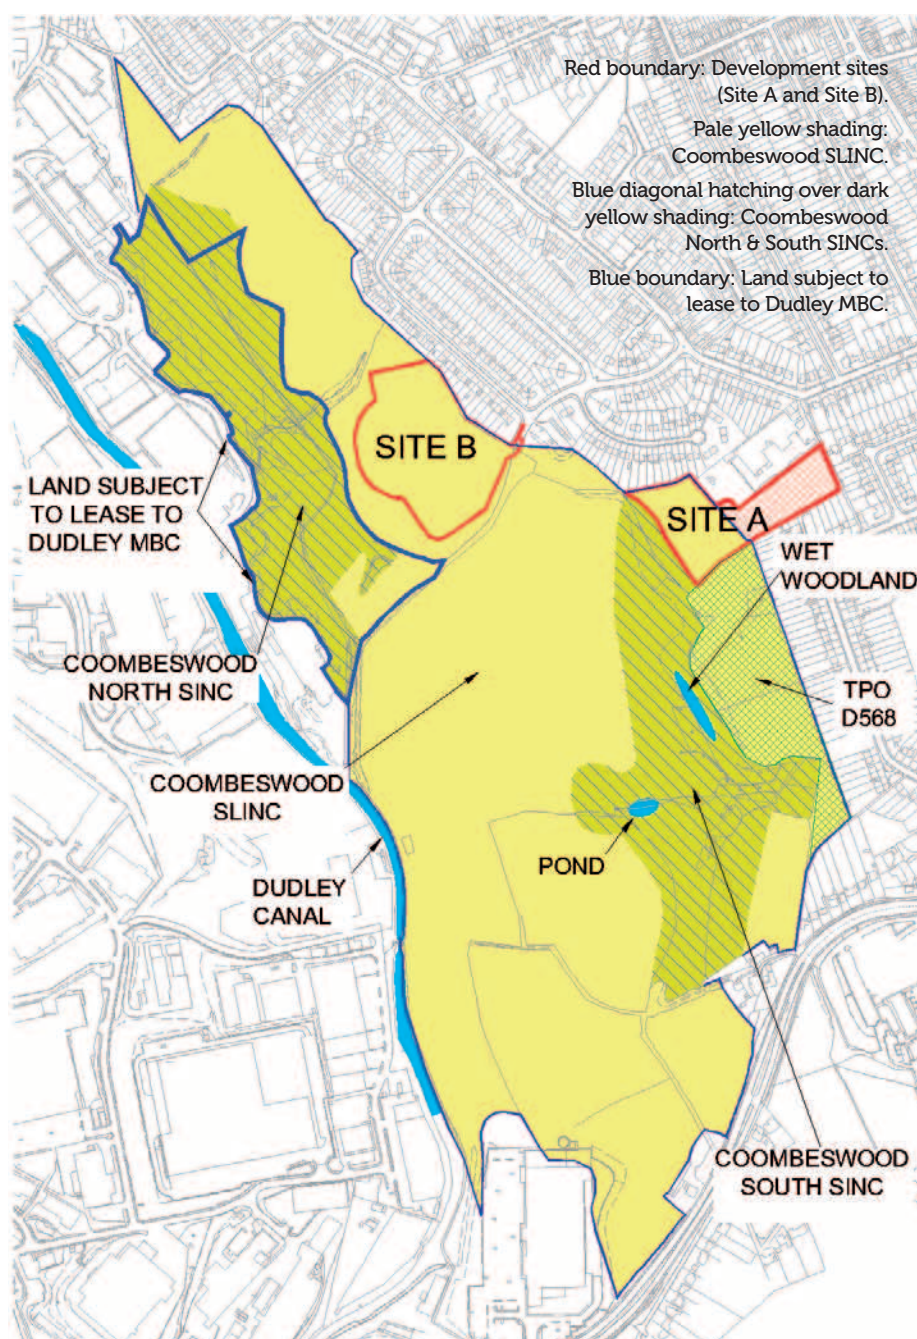 Red boundary: Development sites
(Site A and Site B).
Pale yellow shading:
Coombeswood SLINC.
Blue diagonal hatching over dark
yellow shading: Coombeswood
North & South SINCs.
Blue boundary: Land subject to
lease to Dudley MBC.
SITE B
LAND SUBJECT
TO LEASE TO
DUDLEY MBC
SITE A
WET
WOODLAND
COOMBESWOOD
NORTH SINC
TPO
D568
COOMBESWOOD
SLINC
POND
DUDLEY
CANAL
COOMBESWOOD
SOUTH SINC